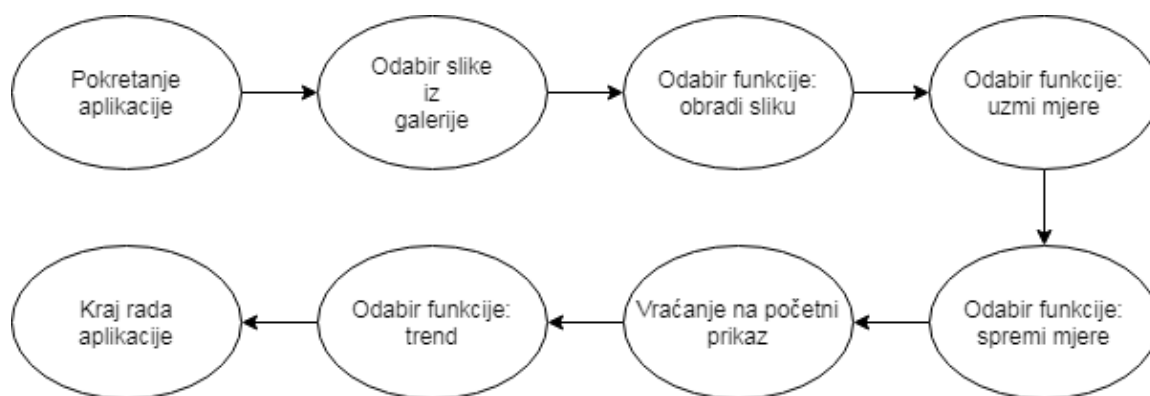 Pokretanje
aplikacije
Odabir slike
iz
galerije
Odabir funkcije:
obradi sliku
Odabir funkcije:
uzmi mjere
Odabir funkcije:
spremi mjere
Vraćanje na početni
prikaz
Odabir funkcije:
trend
Kraj rada
aplikacije